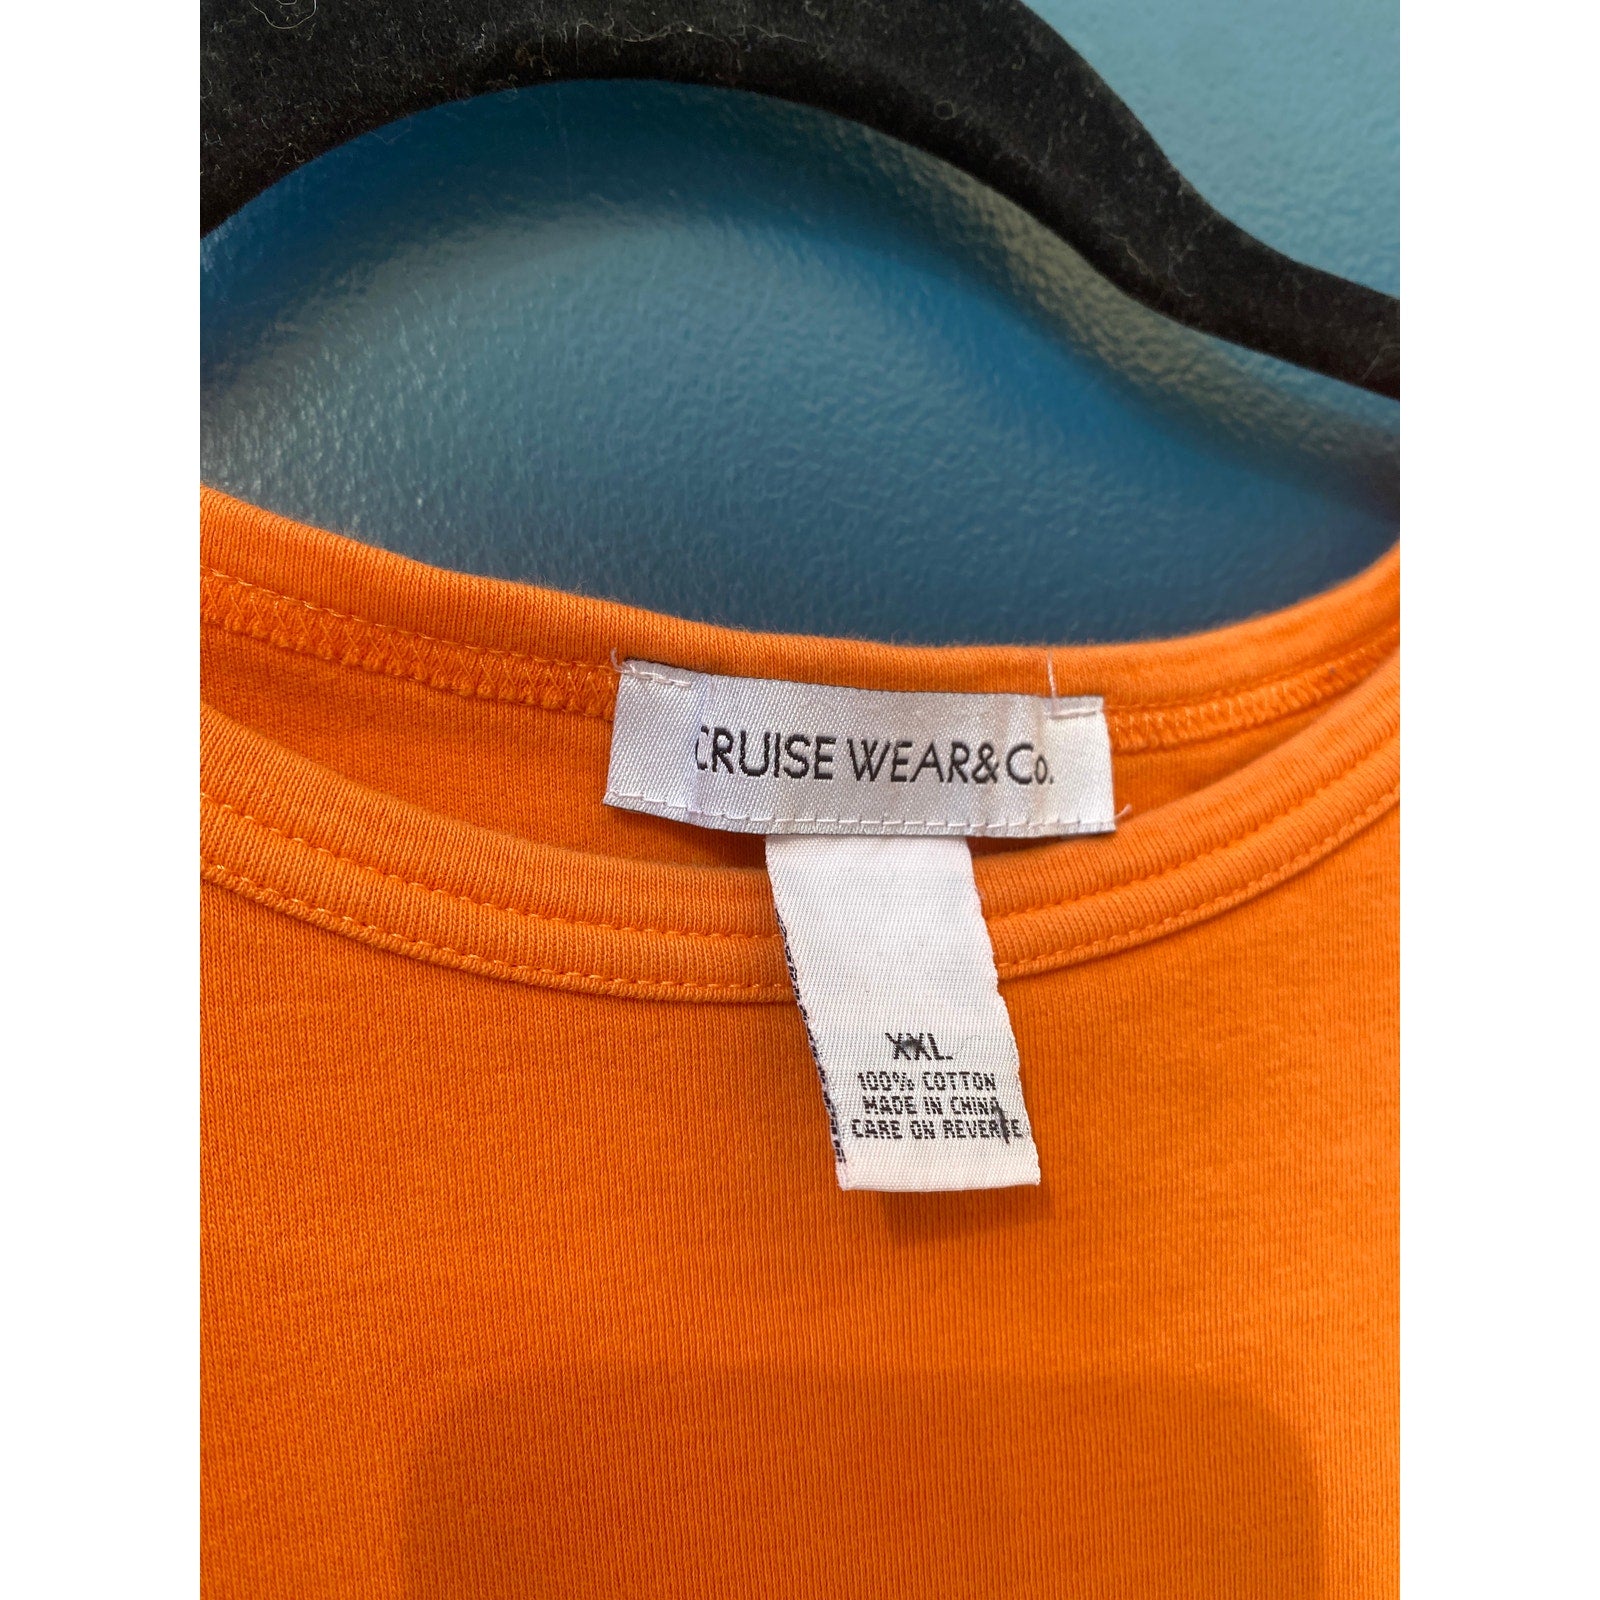 CRUISE WEAR & Co.
XXL
100% COTTON
MADE IN CHINA
CARE ON REVERSE